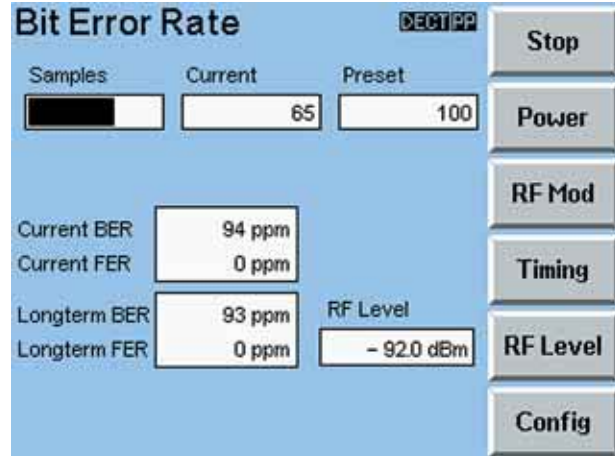 Bit Error Rate DECT PP
Stop
Samples Current Preset
65 100
Power
RF Mod
Current BER 94 ppm
Current FER 0 ppm
Timing
Longterm BER 93 ppm RF Level
Longterm FER 0 ppm – 92.0 dBm
RF Level
Config